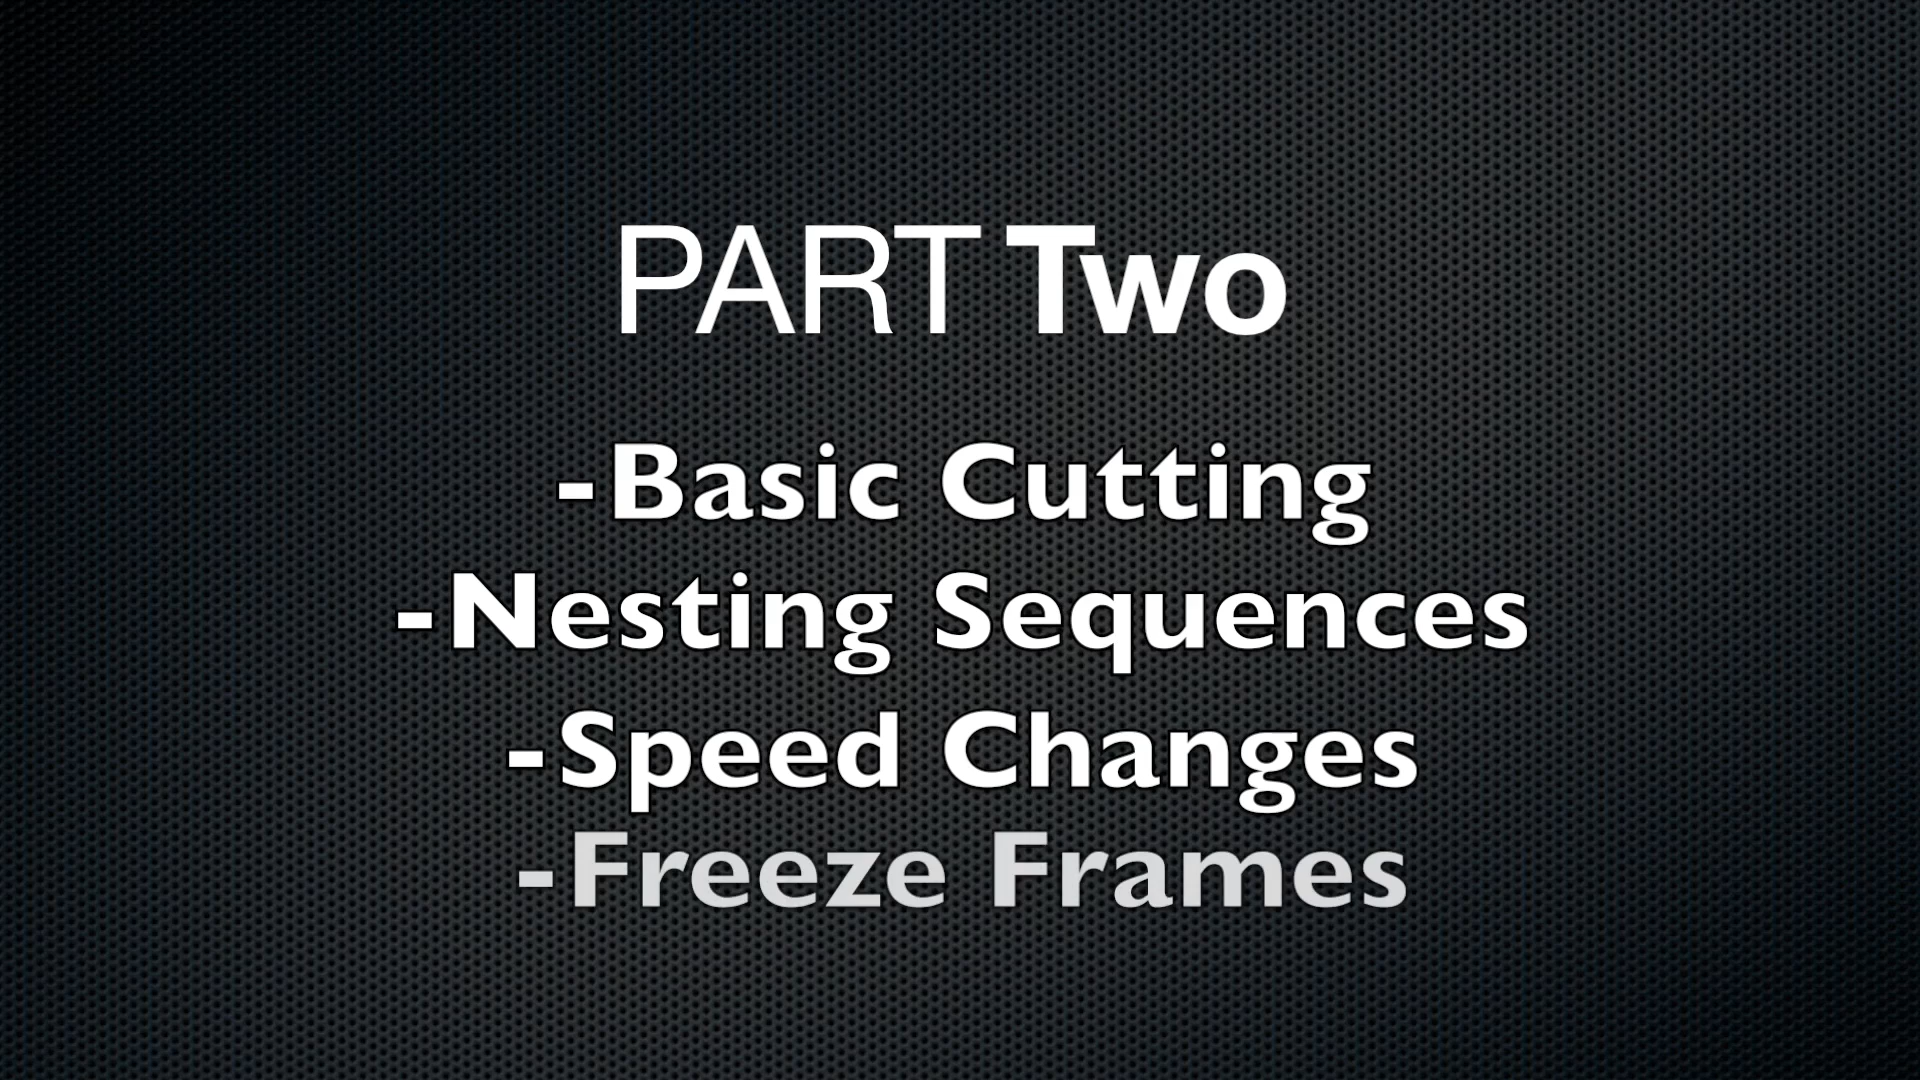 PART Two
-Basic Cutting
-Nesting Sequences
-Speed Changes
-Freeze Frames